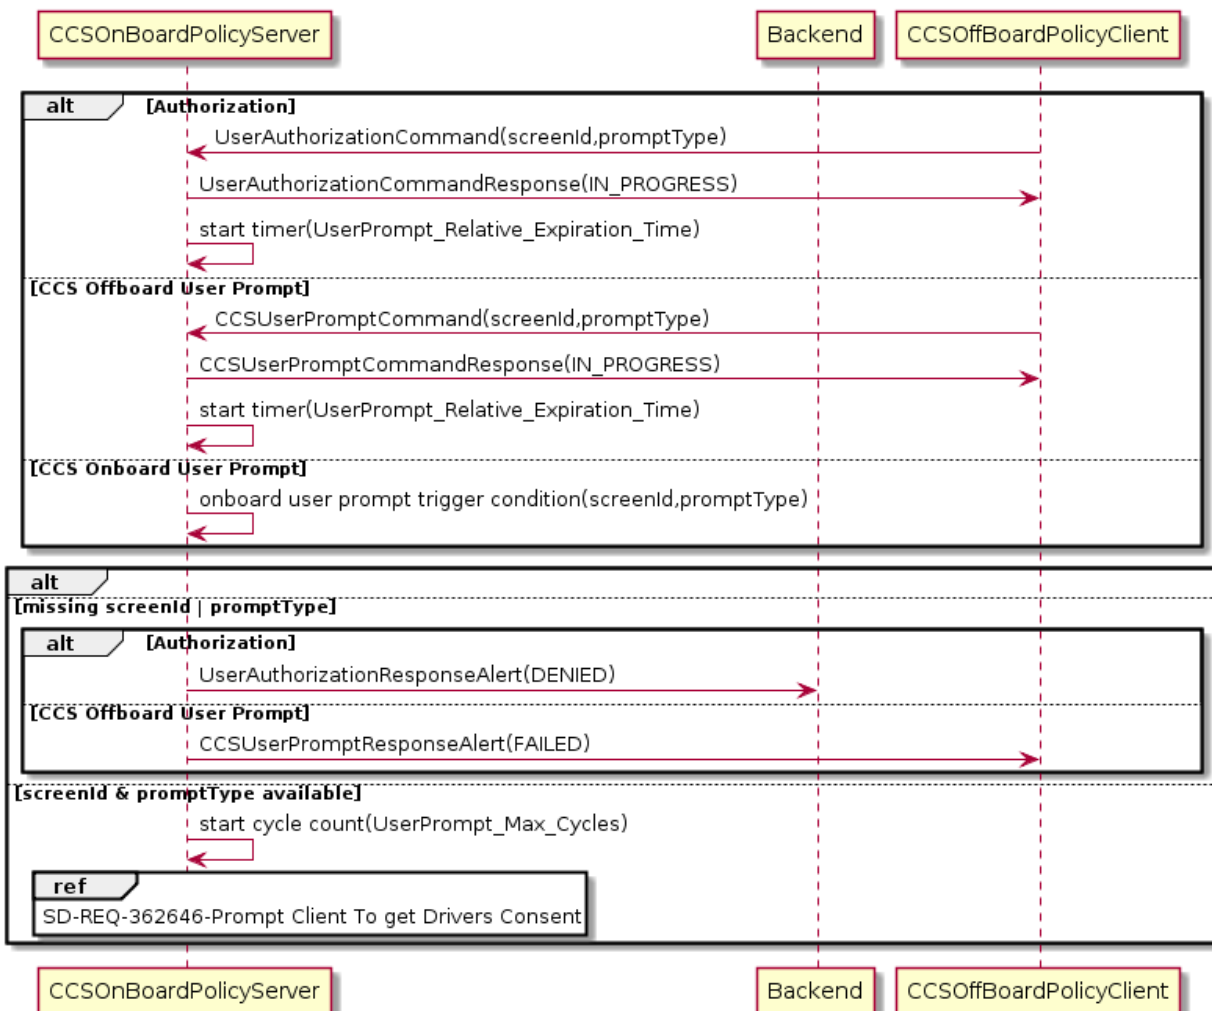 CCSOnBoardPolicyServer
Backend
CCSOffBoardPolicyClient
alt
[Authorization]
UserAuthorizationCommand(screenId,promptType)
UserAuthorizationCommandResponse(IN_PROGRESS)
start timer(UserPrompt_Relative_Expiration_Time)
[CCS Offboard User Prompt]
CCSUserPromptCommand(screenId,promptType)
CCSUserPromptCommandResponse(IN_PROGRESS)
start timer(UserPrompt_Relative_Expiration_Time)
[CCS Onboard User Prompt]
onboard user prompt trigger condition(screenId,promptType)
alt
[missing screenId | promptType]
alt
[Authorization]
UserAuthorizationResponseAlert(DENIED)
[CCS Offboard User Prompt]
CCSUserPromptResponseAlert(FAILED)
[screenId & promptType available]
start cycle count(UserPrompt_Max_Cycles)
ref
SD-REQ-362646-Prompt Client To get Drivers Consent
CCSOnBoardPolicyServer
Backend
CCSOffBoardPolicyClient